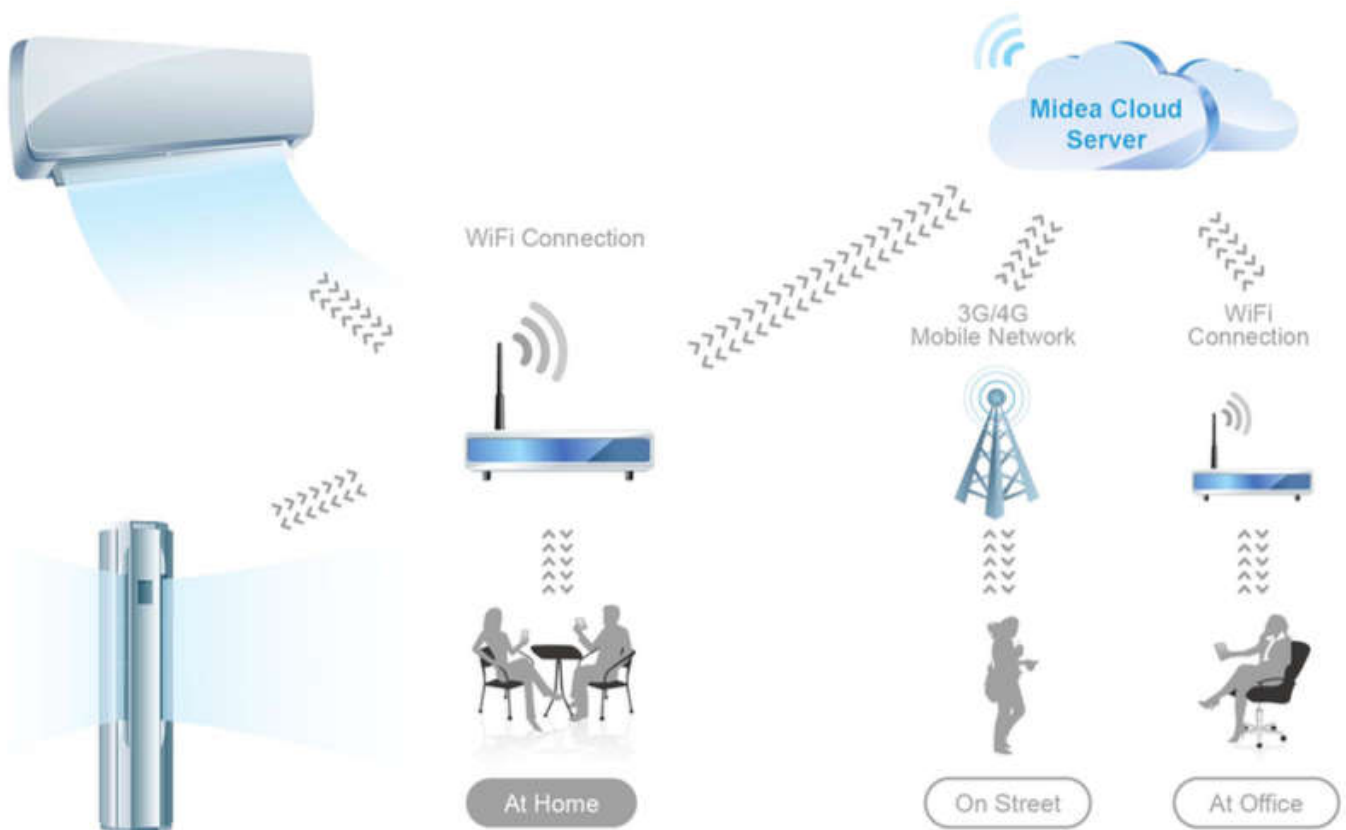 Midea Cloud
Server
WiFi Connection
3G/4G
Mobile Network
WiFi
Connection
At Home
On Street
At Office